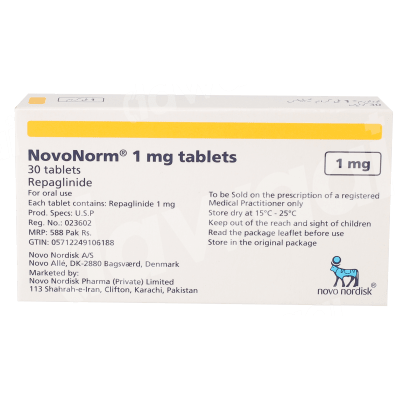 NovoNorm® 1 mg tablets
30 tablets
Repaglinide
For oral use
Each tablet contains: Repaglinide 1 mg
Prod. Specs: U.S.P
Reg. No.: 023602
MRP: 588 Pak Rs.
GTIN: 05712249106188
Novo Nordisk A/S
Novo Allé, DK-2880 Bagsværd, Denmark
Marketed by:
Novo Nordisk Pharma (Private) Limited
113 Shahrah-e-Iran, Clifton, Karachi, Pakistan
1 mg
To be Sold on the prescription of a registered
Medical Practitioner only
Store dry at 15°C - 25°C
Keep out of the reach and sight of children
Read the package leaflet before use
Store in the original package
novo nordisk®